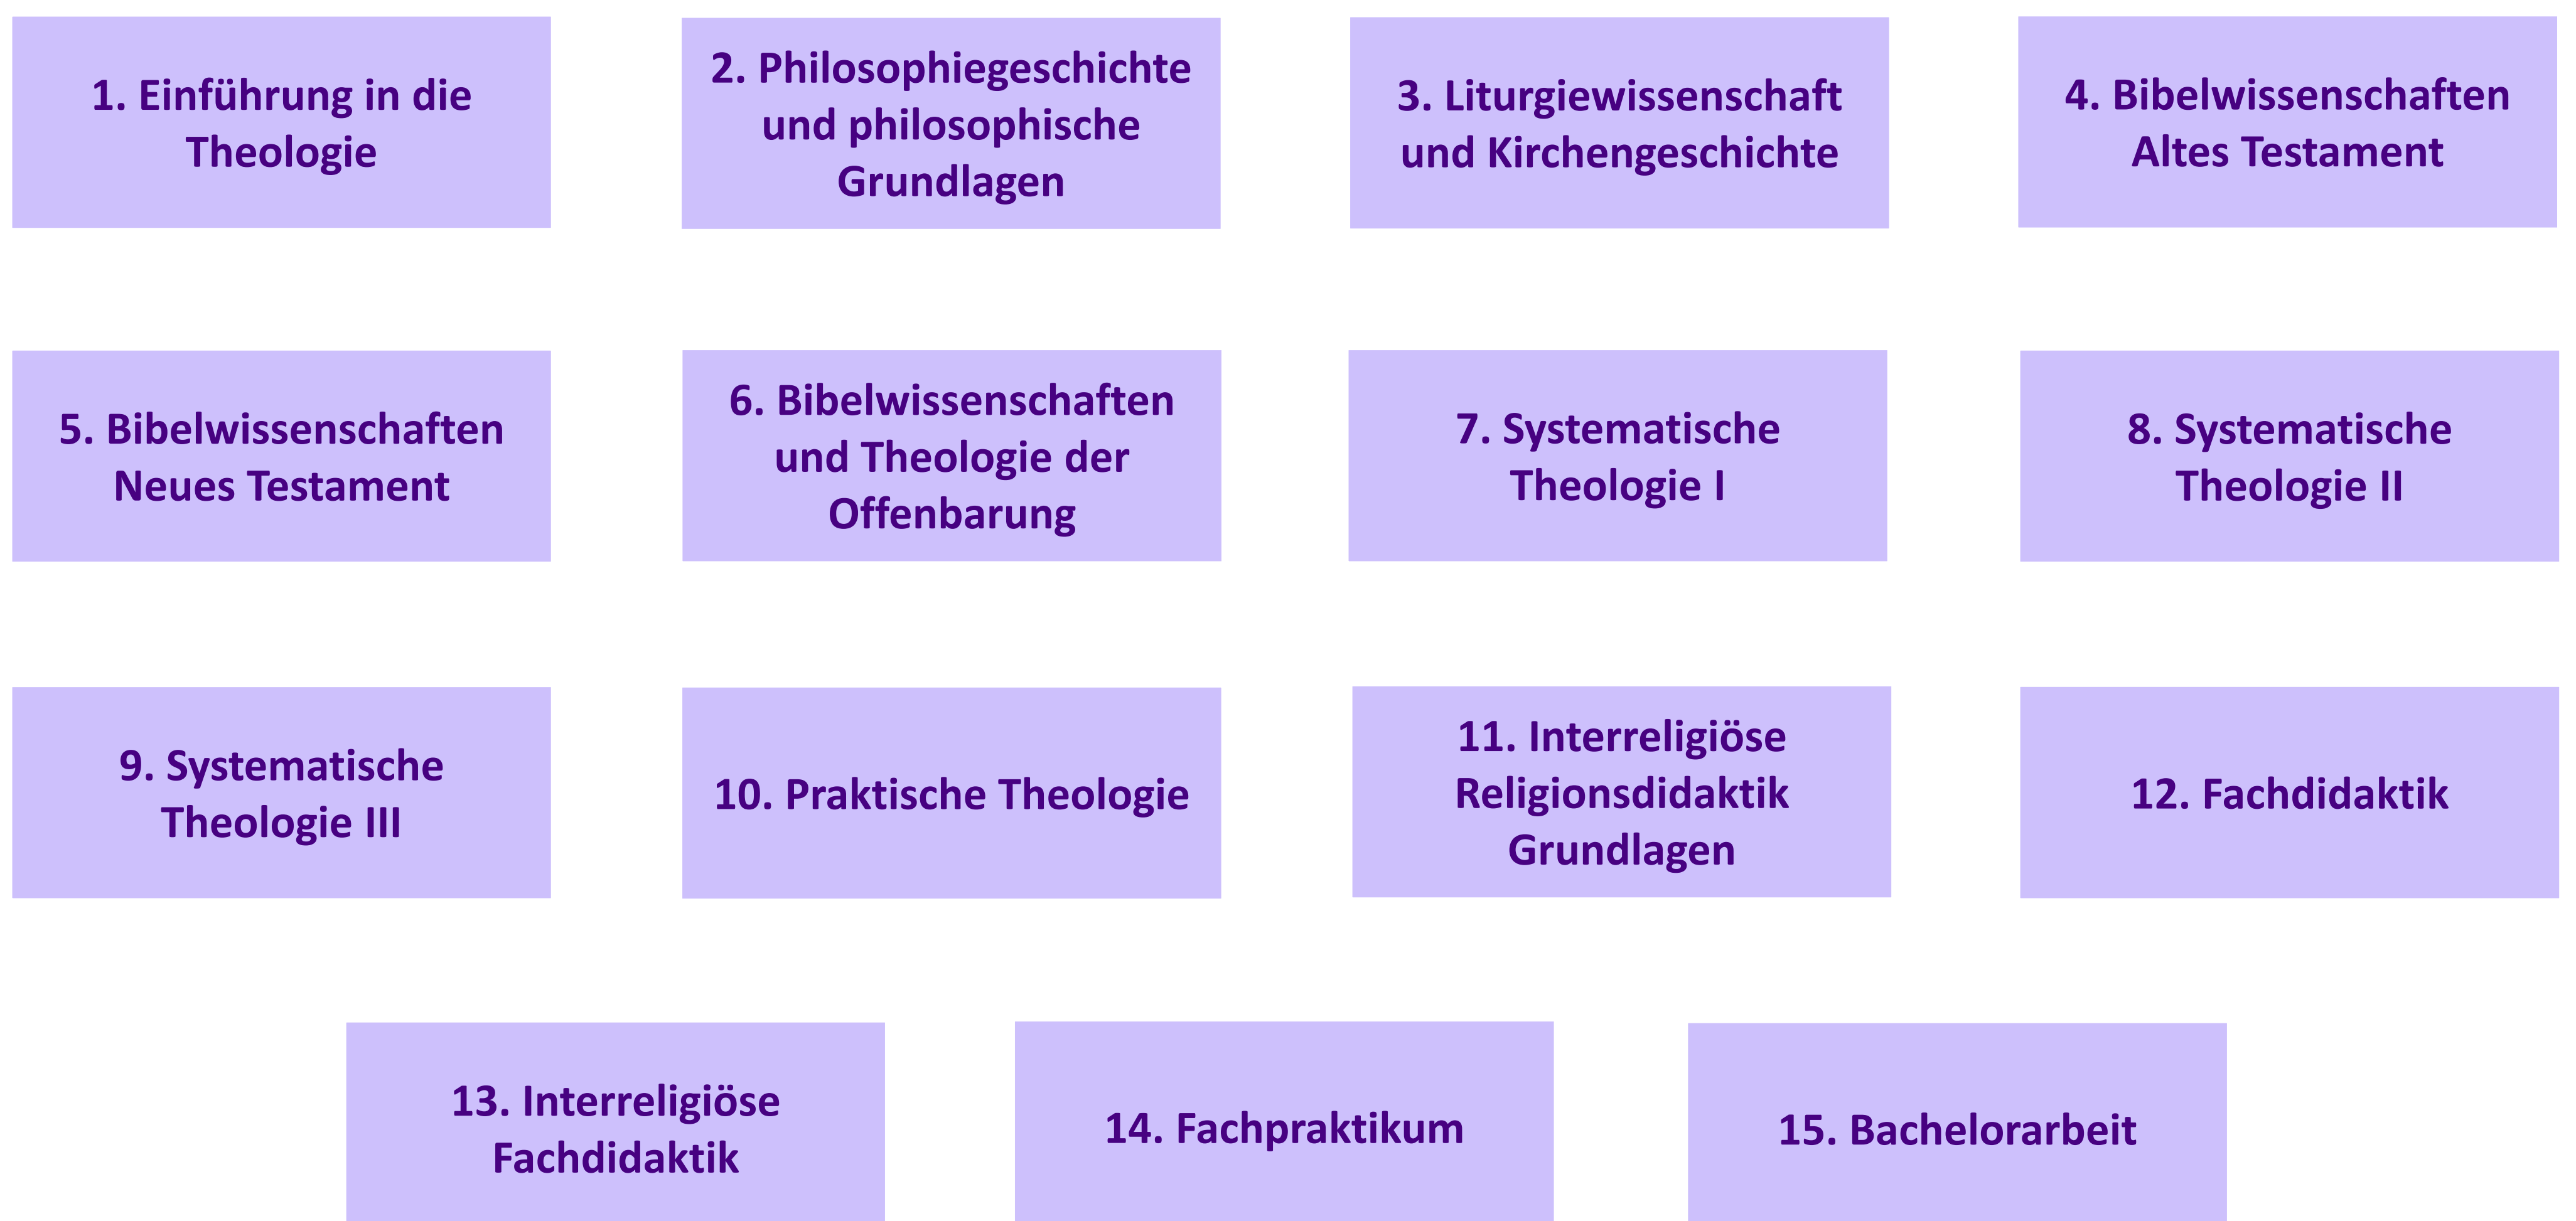 1. Einführung in die
Theologie
2. Philosophiegeschichte
und philosophische
Grundlagen
3. Liturgiewissenschaft
und Kirchengeschichte
4. Bibelwissenschaften
Altes Testament
5. Bibelwissenschaften
Neues Testament
6. Bibelwissenschaften
und Theologie der
Offenbarung
7. Systematische
Theologie I
8. Systematische
Theologie II
9. Systematische
Theologie III
10. Praktische Theologie
11. Interreligiöse
Religionsdidaktik
Grundlagen
12. Fachdidaktik
13. Interreligiöse
Fachdidaktik
14. Fachpraktikum
15. Bachelorarbeit